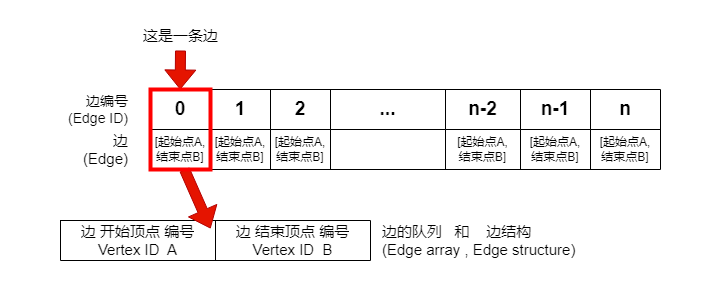 这是一条边
边编号
(Edge ID)
0 1 2 ... n-2 n-1 n
边
(Edge)
[起始点A, [起始点A, [起始点A, [起始点A, [起始点A, [起始点A,
结束点B] 结束点B] 结束点B] 结束点B] 结束点B] 结束点B]
边 开始顶点 编号 边 结束顶点 编号
Vertex ID A Vertex ID B
边的队列 和 边结构
(Edge array , Edge structure)